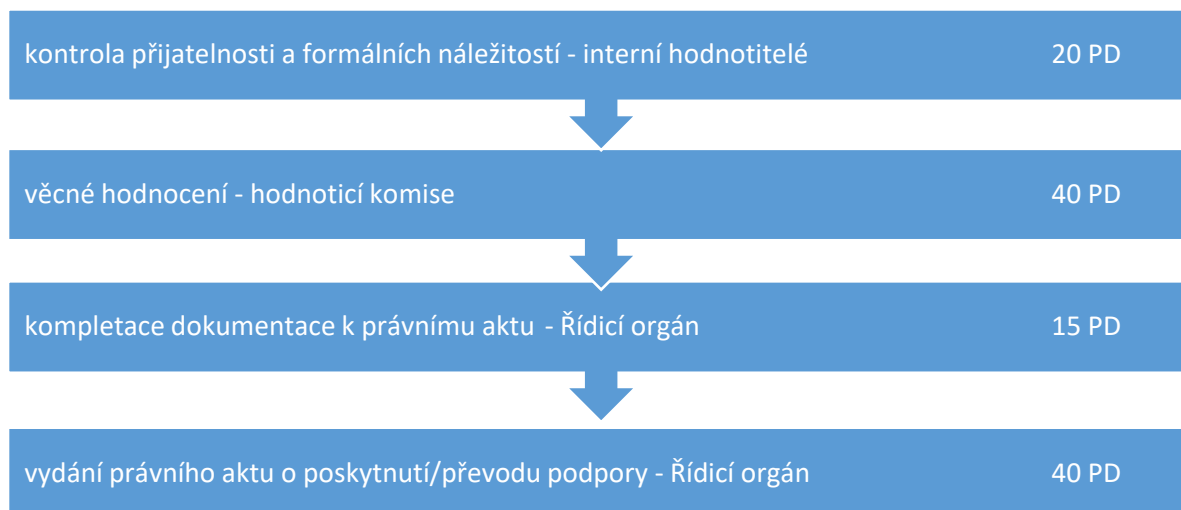 kontrola přijatelnosti a formálních náležitostí - interní hodnotitelé 20 PD
věcné hodnocení - hodnoticí komise 40 PD
kompletace dokumentace k právnímu aktu - Řídicí orgán 15 PD
vydání právního aktu o poskytnutí/převodu podpory - Řídicí orgán 40 PD